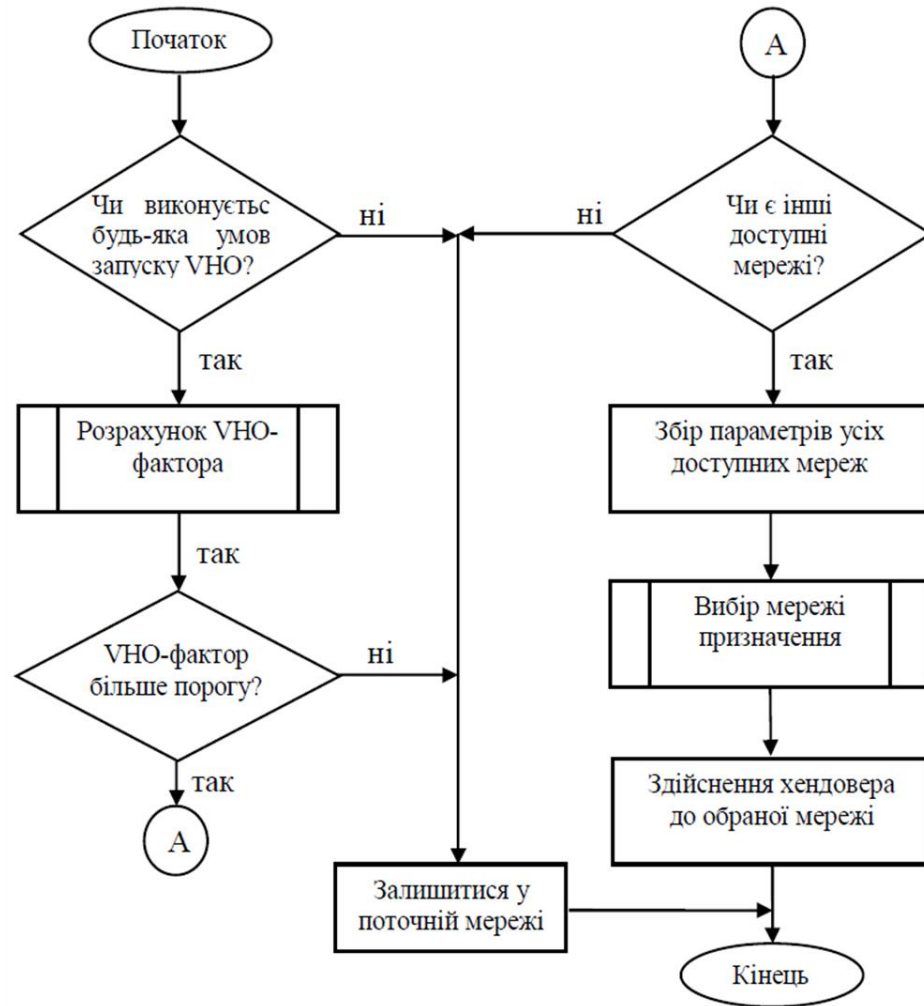 Початок
Чи виконуєтьс
будь-яка умов
запуску VHO?
ні
так
Розрахунок VHO-
фактора
так
VHO-фактор
більше порогу?
ні
так
А
Залишитися у
поточній мережі
А
Чи є інші
доступні
мережі?
ні
так
Збір параметрів усіх
доступних мереж
Вибір мережі
призначення
Здійснення хендовера
до обраної мережі
Кінець